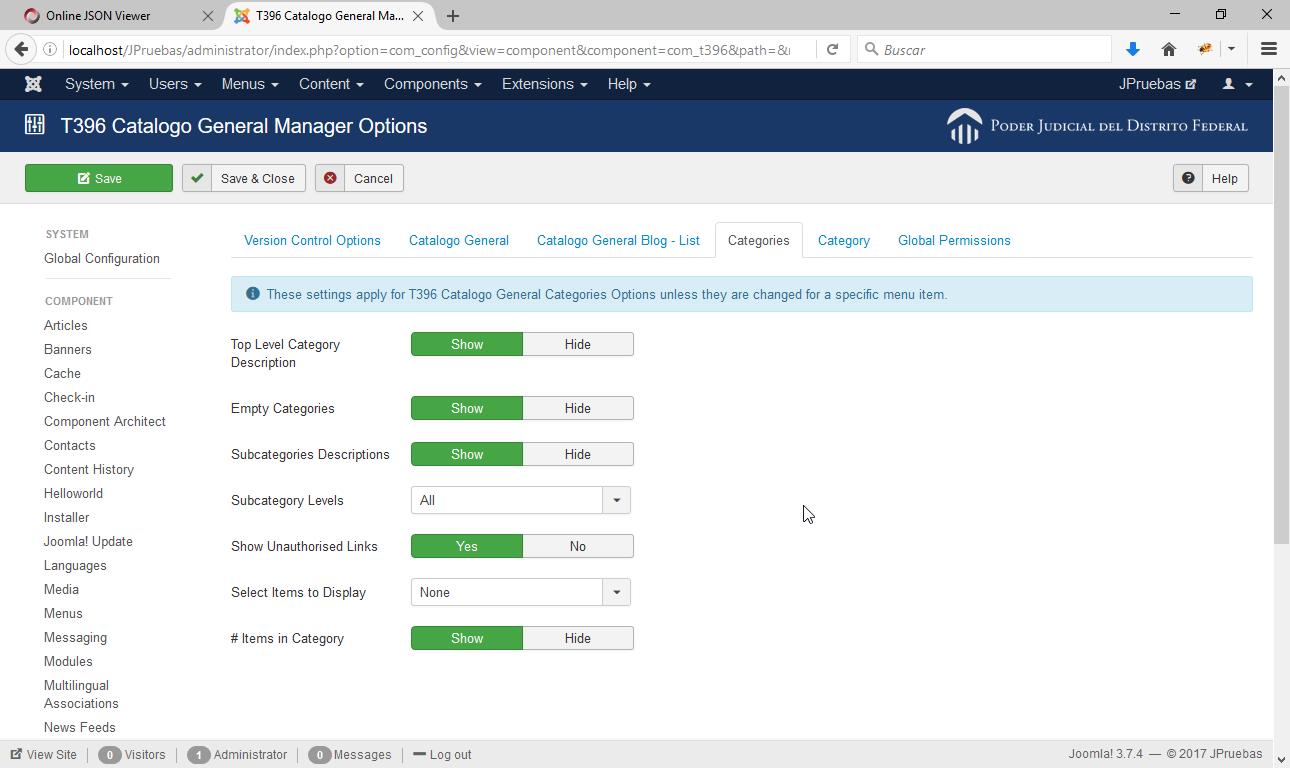 Online JSON Viewer
T396 Catalogo General Ma...
localhost/JPruebas/administrator/index.php?option=com_config&view=component&component=com_t396&path=&
Buscar
System
Users
Menus
Content
Components
Extensions
Help
JPruebas
T396 Catalogo General Manager Options
PODER JUDICIAL DEL DISTRITO FEDERAL
Save
Save & Close
Cancel
Help
SYSTEM
Global Configuration
COMPONENT
Articles
Banners
Cache
Check-in
Component Architect
Contacts
Content History
Helloworld
Installer
Joomla! Update
Languages
Media
Menus
Messaging
Modules
Multilingual
Associations
News Feeds
Version Control Options
Catalogo General
Catalogo General Blog - List
Categories
Category
Global Permissions
These settings apply for T396 Catalogo General Categories Options unless they are changed for a specific menu item.
Top Level Category
Description
Show
Hide
Empty Categories
Show
Hide
Subcategories Descriptions
Show
Hide
Subcategory Levels
All
Show Unauthorised Links
Yes
No
Select Items to Display
None
# Items in Category
Show
Hide
View Site
0 Visitors
1 Administrator
0 Messages
Log out
Joomla! 3.7.4 — © 2017 JPruebas